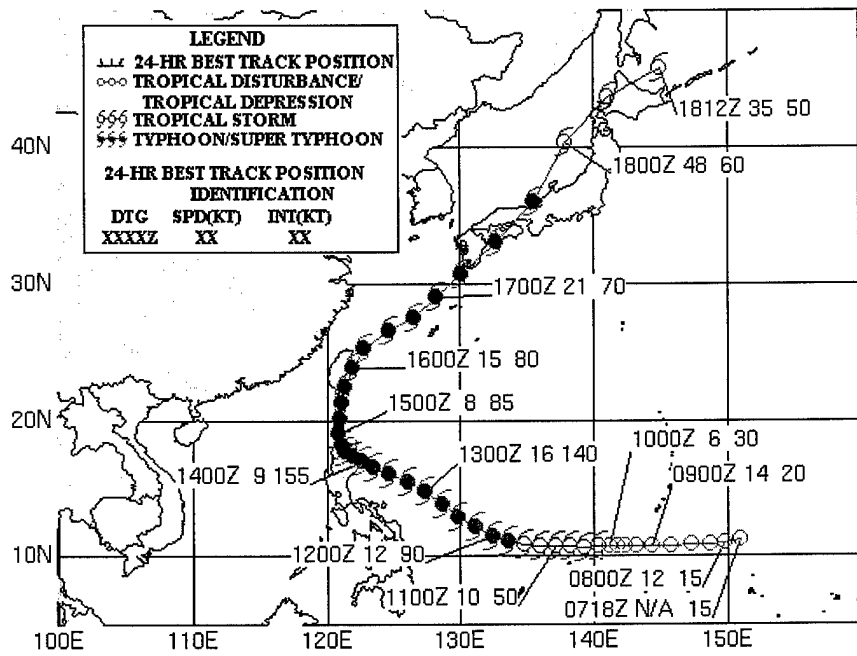 LEGEND
24-HR BEST TRACK POSITION
TROPICAL DISTURBANCE/
TROPICAL DEPRESSION
TROPICAL STORM
TYPHOON/SUPER TYPHOON
24-HR BEST TRACK POSITION
IDENTIFICATION
DTG SPD(KT) INT(KT)
XXXXZ XX XX
1812Z 35 50
40N
1800Z 48 60
30N
1700Z 21 70
1600Z 15 80
20N
1500Z 8 85
1000Z 6 30
1300Z 16 140
1400Z 9 155
0900Z 14 20
10N
1200Z 12 90
0800Z 12 15
1100Z 10 50
0718Z N/A 15
100E 110E 120E 130E 140E 150E